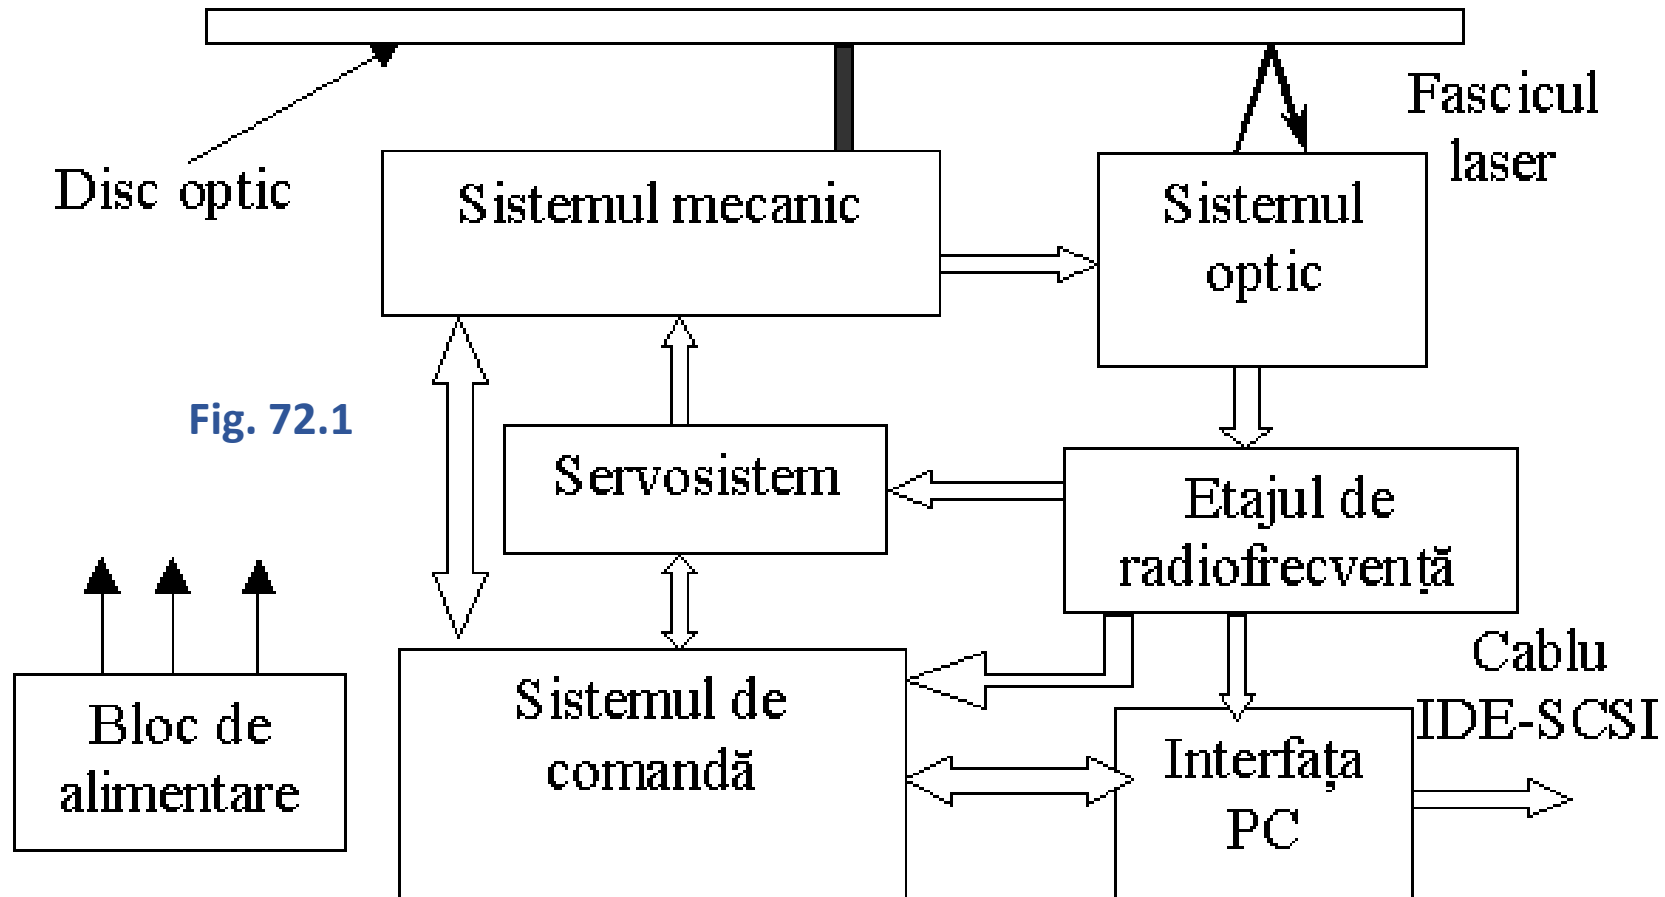 Disc optic
Sistemul mecanic
Sistemul
optic
Fascicul
laser
Fig. 72.1
Servosistem
Etajul de
radiofrecvență
Bloc de
alimentare
Sistemul de
comandă
Interfața
PC
Cablu
IDE-SCSI